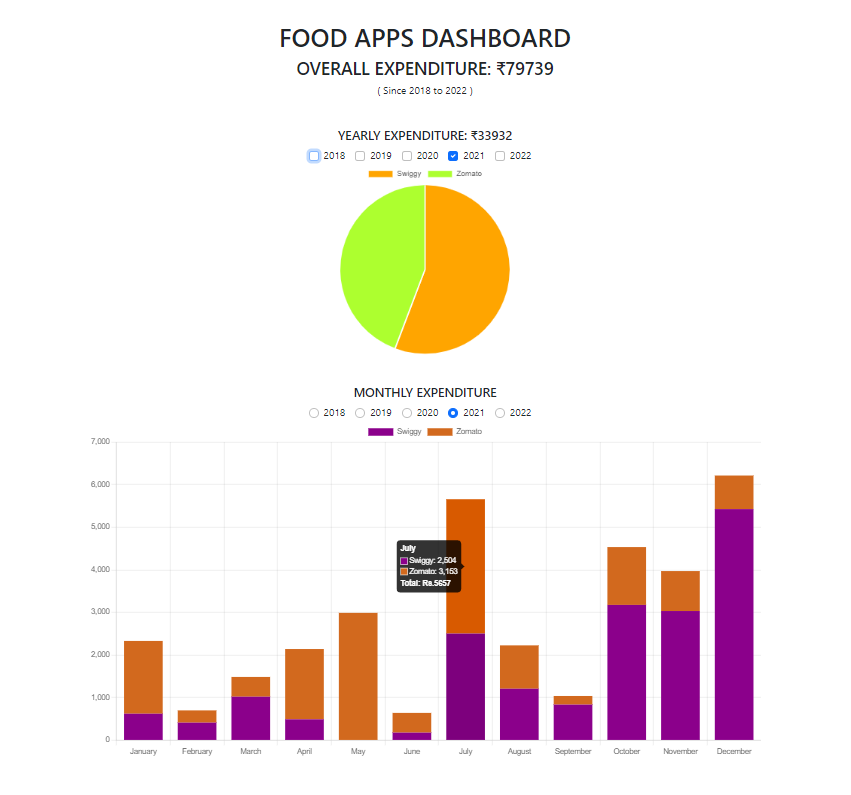 FOOD APPS DASHBOARD
OVERALL EXPENDITURE: ₹79739
( Since 2018 to 2022 )
YEARLY EXPENDITURE: ₹33932
2018 2019 2020 2021 2022
Swiggy Zomato
MONTHLY EXPENDITURE
2018 2019 2020 2021 2022
Swiggy Zomato
7,000
6,000
5,000
July
Swiggy: 2,504
4,000
Zomato: 3,153
Total: Rs.5657
3,000
2,000
1,000
0
January February March April May June July August September October November December